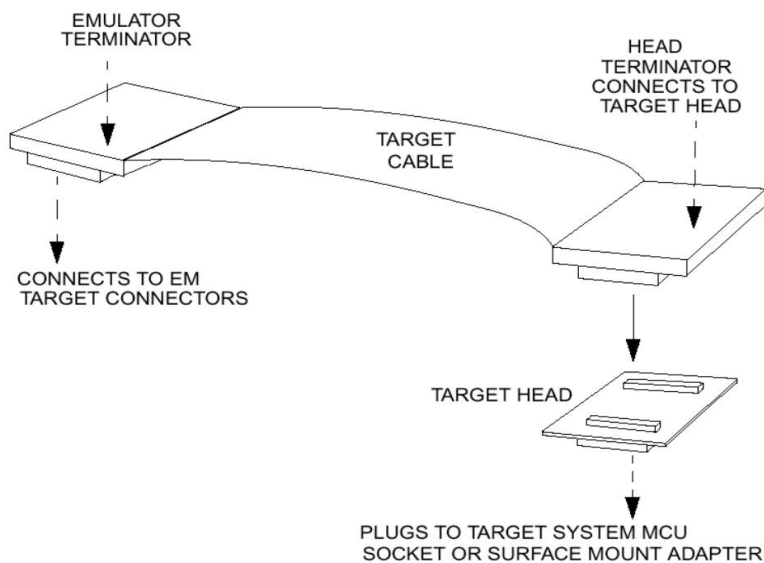 EMULATOR
TERMINATOR
HEAD
TERMINATOR
CONNECTS TO
TARGET HEAD
TARGET
CABLE
CONNECTS TO EM
TARGET CONNECTORS
TARGET HEAD
PLUGS TO TARGET SYSTEM MCU
SOCKET OR SURFACE MOUNT ADAPTER